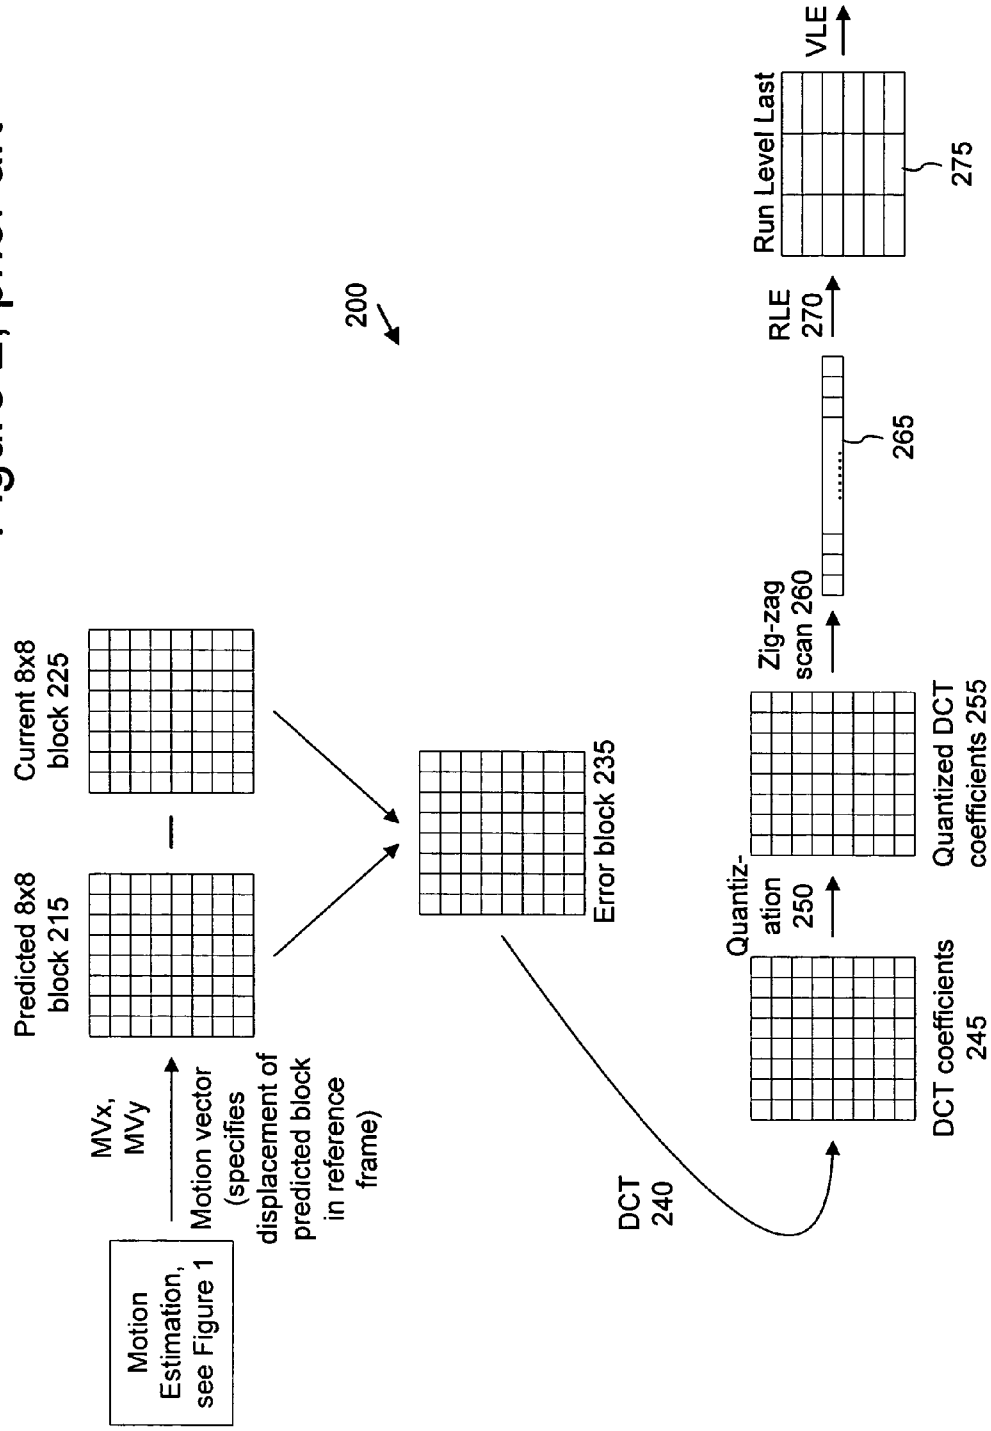 Figure 2, prior art
200
Motion
Estimation,
see Figure 1
MVx,
MVy
Motion vector
(specifies
displacement of
predicted block
in reference
frame)
Predicted 8x8
block 215
Current 8x8
block 225
Error block 235
DCT
240
DCT coefficients
245
Quantiz-
ation
250
Quantized DCT
coefficients 255
Zig-zag
scan 260
265
RLE
270
Run Level Last
275
VLE